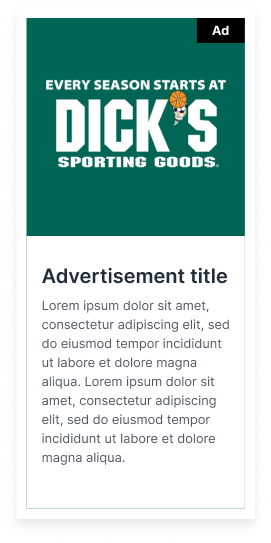 Ad
EVERY SEASON STARTS AT
DICK'S
SPORTING GOODS.
Advertisement title
Lorem ipsum dolor sit amet,
consectetur adipiscing elit, sed
do eiusmod tempor incididunt
ut labore et dolore magna
aliqua. Lorem ipsum dolor sit
amet, consectetur adipiscing
elit, sed do eiusmod tempor
incididunt ut labore et dolore
magna aliqua.